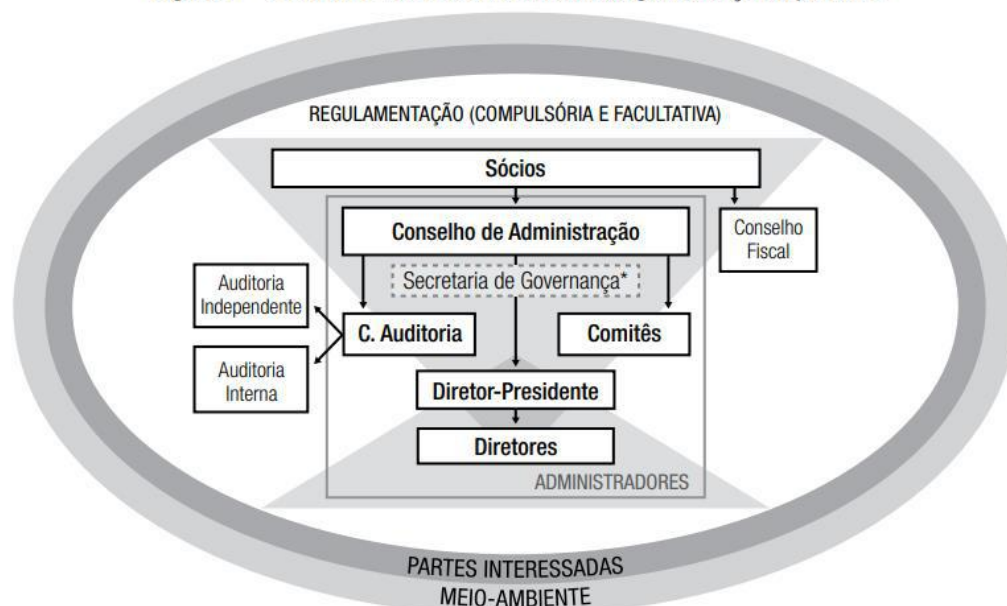 REGULAMENTAÇÃO (COMPULSÓRIA E FACULTATIVA)
Sócios
Conselho de Administração
Conselho
Fiscal
Secretaria de Governança*
Auditoria
Independente
C. Auditoria
Comitês
Auditoria
Interna
Diretor-Presidente
Diretores
ADMINISTRADORES
PARTES INTERESSADAS
MEIO-AMBIENTE